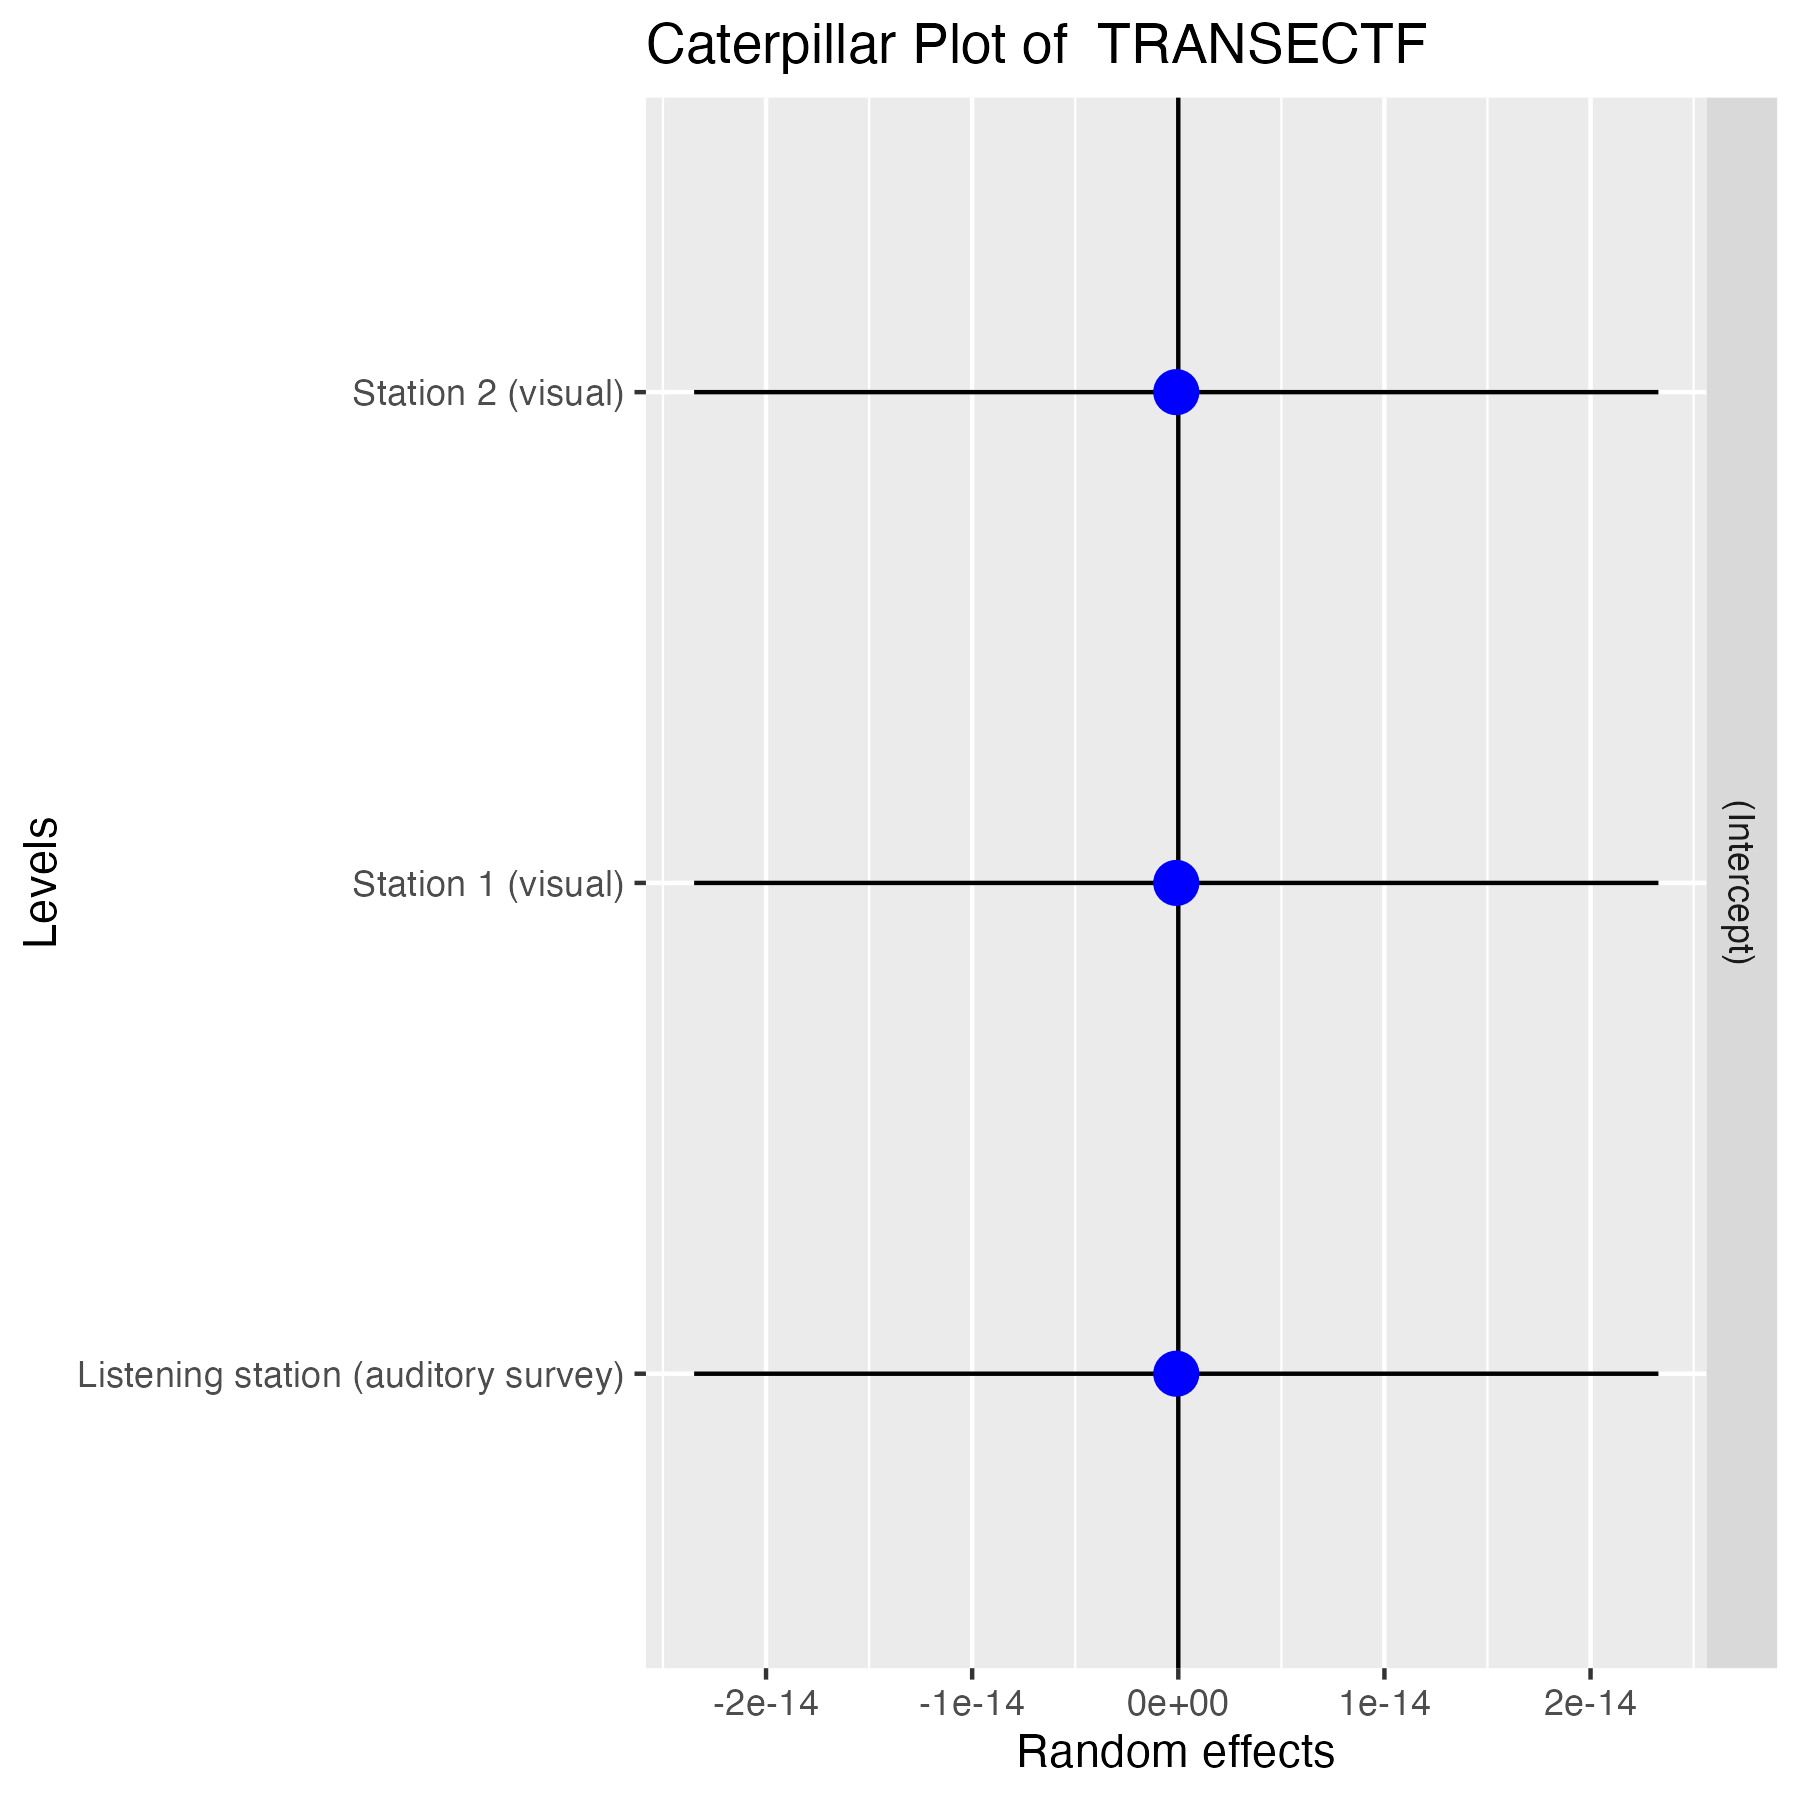 Caterpillar Plot of  TRANSECTF
Levels
Station 2 (visual)
Station 1 (visual)
Listening station (auditory survey)
(Intercept)
-2e-14
-1e-14
0e+00
1e-14
2e-14
Random effects